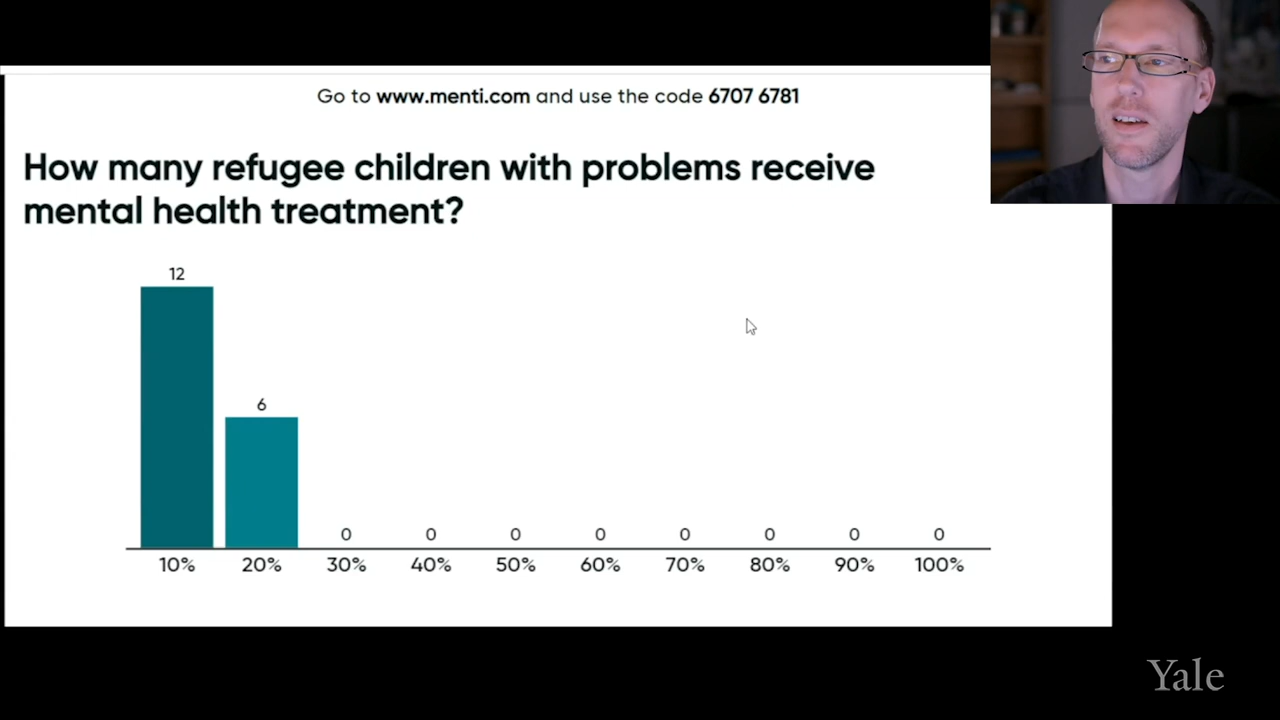 Go to www.menti.com and use the code 6707 6781
How many refugee children with problems receive
mental health treatment?
12
6
0 0 0 0 0 0 0 0
10% 20% 30% 40% 50% 60% 70% 80% 90% 100%
Yale